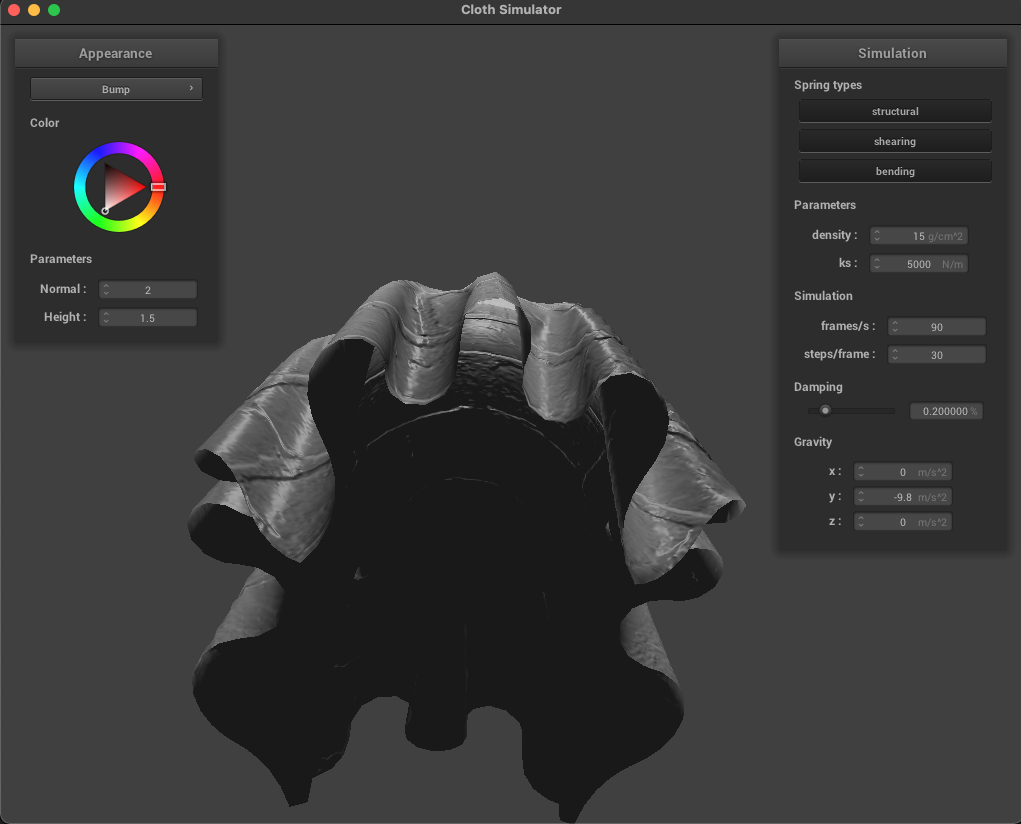 Cloth Simulator
Appearance
Bump
Color
Parameters
Normal : 2
Height : 1.5
Simulation
Spring types
structural
shearing
bending
Parameters
density : 15 g/cm^2
ks : 5000 N/m
Simulation
frames/s : 90
steps/frame : 30
Damping
0.200000 %
Gravity
x : 0 m/s^2
y : -9.8 m/s^2
z : 0 m/s^2